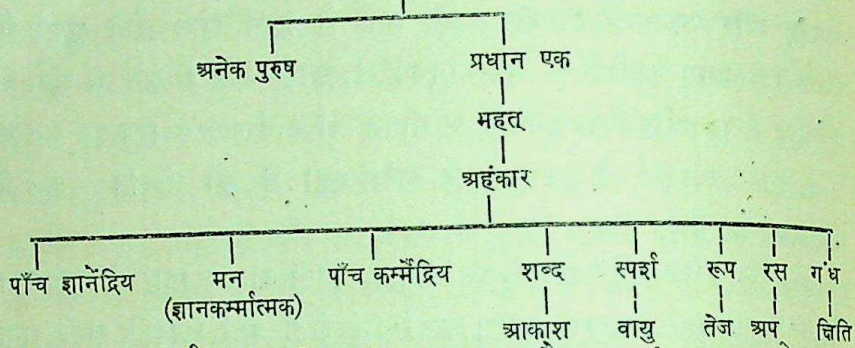 अनेक पुरुष प्रधान एक
महत्
अहंकार
पाँच ज्ञानेंद्रिय मन पाँच कर्म्मेंद्रिय शब्द स्पर्श रूप रस गंध
(ज्ञानकर्म्मात्मक)
आकाश वायु तेज अप् क्षिति